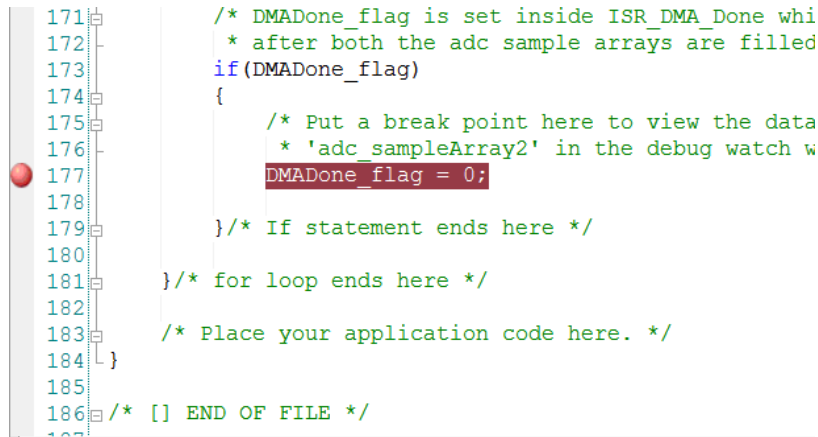 171 /* DMADone_flag is set inside ISR_DMA_Done whi
172 * after both the adc sample arrays are filled
173 if(DMADone_flag)
174 {
175 /* Put a break point here to view the data
176 * 'adc_sampleArray2' in the debug watch w
177 DMADone_flag = 0;
178
179 }/* If statement ends here */
180
181 }/* for loop ends here */
182
183 /* Place your application code here. */
184 }
185
186 /* [] END OF FILE */